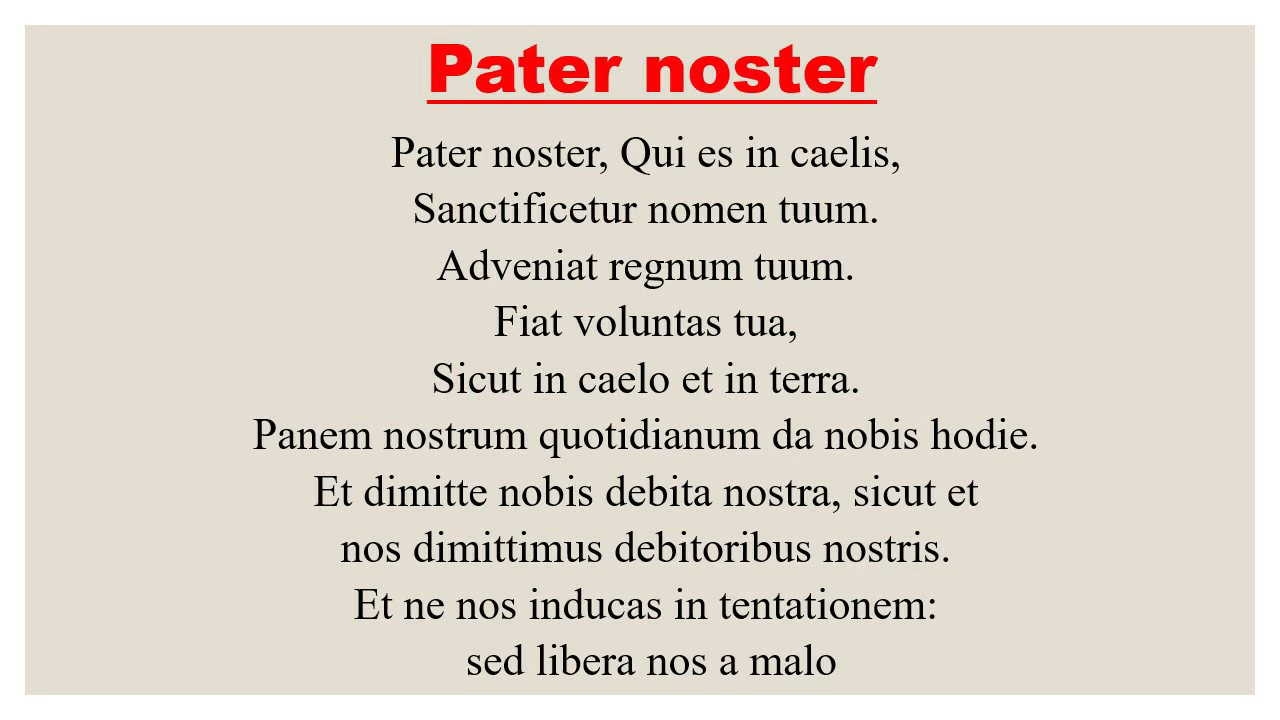 Pater noster
Pater noster, Qui es in caelis,
Sanctificetur nomen tuum.
Adveniat regnum tuum.
Fiat voluntas tua,
Sicut in caelo et in terra.
Panem nostrum quotidianum da nobis hodie.
Et dimitte nobis debita nostra, sicut et
nos dimittimus debitoribus nostris.
Et ne nos inducas in tentationem:
sed libera nos a malo